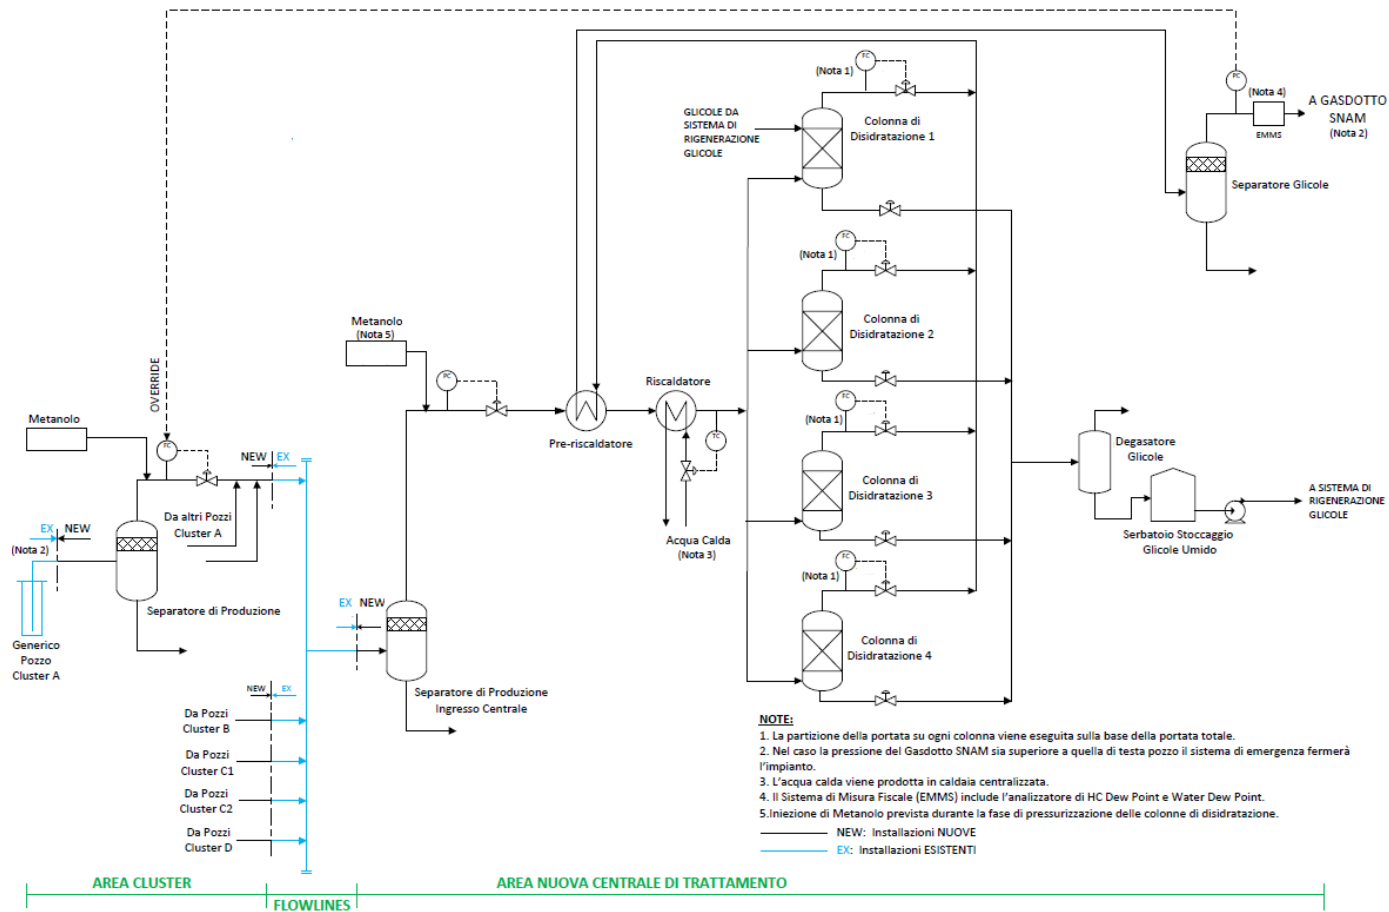 PC
(Nota 4)
A GASDOTTO
SNAM
(Nota 2)
EMMS
Separatore Glicole
FC
(Nota 1)
GLICOLE DA
SISTEMA DI
RIGENERAZIONE
GLICOLE
Colonna di
Disidratazione 1
FC
(Nota 1)
Colonna di
Disidratazione 2
FC
(Nota 1)
Colonna di
Disidratazione 3
FC
(Nota 1)
Colonna di
Disidratazione 4
Metanolo
(Nota 5)
PC
Pre-riscaldatore
Riscaldatore
TC
Acqua Calda
(Nota 3)
OVERRIDE
Metanolo
FC
NEW EX
Da altri Pozzi
Cluster A
EX NEW
(Nota 2)
Separatore di Produzione
Generico
Pozzo
Cluster A
EX NEW
Separatore di Produzione
Ingresso Centrale
NEW EX
Da Pozzi
Cluster B
Da Pozzi
Cluster C1
Da Pozzi
Cluster C2
Da Pozzi
Cluster D
Degasatore
Glicole
Serbatoio Stoccaggio
Glicole Umido
A SISTEMA DI
RIGENERAZIONE
GLICOLE
NOTE:
1. La partizione della portata su ogni colonna viene eseguita sulla base della portata totale.
2. Nel caso la pressione del Gasdotto SNAM sia superiore a quella di testa pozzo il sistema di emergenza fermerà
l'impianto.
3. L'acqua calda viene prodotta in caldaia centralizzata.
4. Il Sistema di Misura Fiscale (EMMS) include l'analizzatore di HC Dew Point e Water Dew Point.
5.Iniezione di Metanolo prevista durante la fase di pressurizzazione delle colonne di disidratazione.
NEW: Installazioni NUOVE
EX: Installazioni ESISTENTI
AREA CLUSTER
FLOWLINES
AREA NUOVA CENTRALE DI TRATTAMENTO